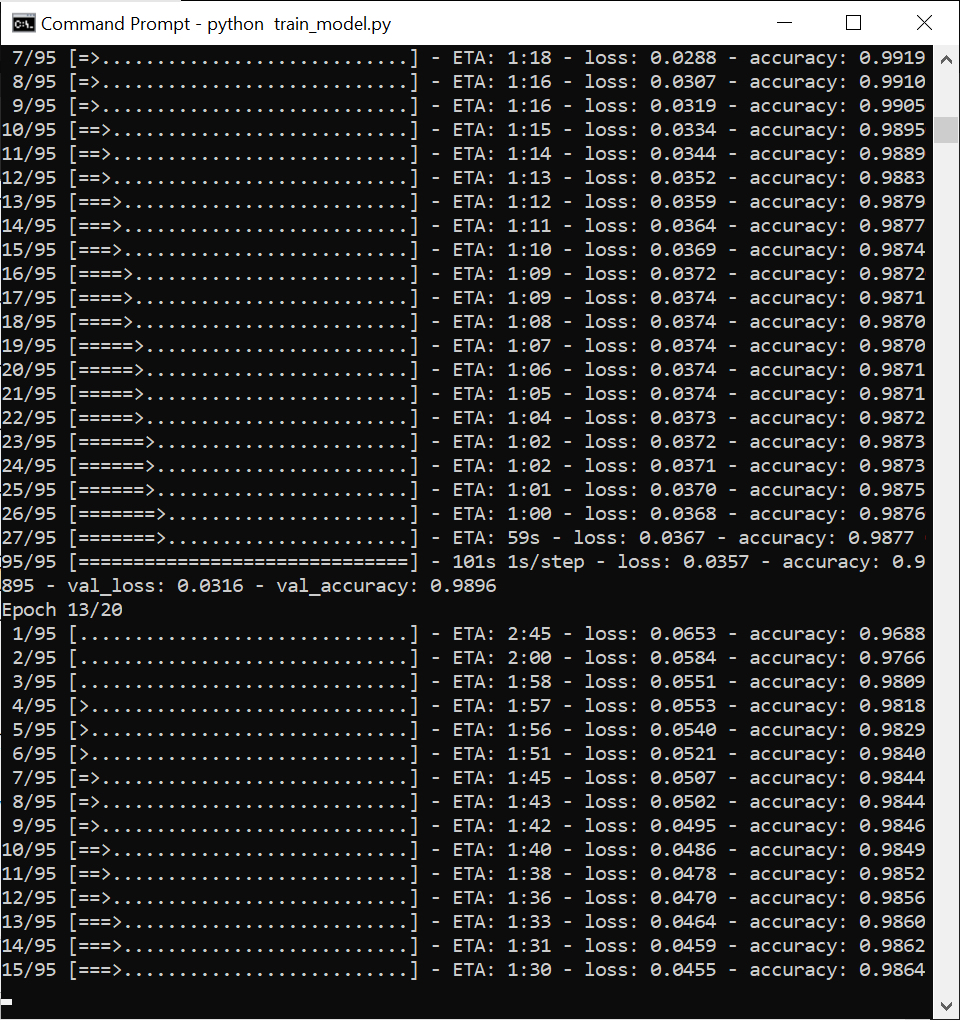 Command Prompt - python  train_model.py
 7/95 [=>............................] - ETA: 1:18 - loss: 0.0288 - accuracy: 0.9919
 8/95 [=>............................] - ETA: 1:16 - loss: 0.0307 - accuracy: 0.9910
 9/95 [=>............................] - ETA: 1:16 - loss: 0.0319 - accuracy: 0.9905
10/95 [==>...........................] - ETA: 1:15 - loss: 0.0334 - accuracy: 0.9895
11/95 [==>...........................] - ETA: 1:14 - loss: 0.0344 - accuracy: 0.9889
12/95 [==>...........................] - ETA: 1:13 - loss: 0.0352 - accuracy: 0.9883
13/95 [===>..........................] - ETA: 1:12 - loss: 0.0359 - accuracy: 0.9879
14/95 [===>..........................] - ETA: 1:11 - loss: 0.0364 - accuracy: 0.9877
15/95 [===>..........................] - ETA: 1:10 - loss: 0.0369 - accuracy: 0.9874
16/95 [====>.........................] - ETA: 1:09 - loss: 0.0372 - accuracy: 0.9872
17/95 [====>.........................] - ETA: 1:09 - loss: 0.0374 - accuracy: 0.9871
18/95 [====>.........................] - ETA: 1:08 - loss: 0.0374 - accuracy: 0.9870
19/95 [=====>........................] - ETA: 1:07 - loss: 0.0374 - accuracy: 0.9870
20/95 [=====>........................] - ETA: 1:06 - loss: 0.0374 - accuracy: 0.9871
21/95 [=====>........................] - ETA: 1:05 - loss: 0.0374 - accuracy: 0.9871
22/95 [=====>........................] - ETA: 1:04 - loss: 0.0373 - accuracy: 0.9872
23/95 [======>.......................] - ETA: 1:02 - loss: 0.0372 - accuracy: 0.9873
24/95 [======>.......................] - ETA: 1:02 - loss: 0.0371 - accuracy: 0.9873
25/95 [======>.......................] - ETA: 1:01 - loss: 0.0370 - accuracy: 0.9875
26/95 [=======>......................] - ETA: 1:00 - loss: 0.0368 - accuracy: 0.9876
27/95 [=======>......................] - ETA: 59s - loss: 0.0367 - accuracy: 0.9877
95/95 [==============================] - 101s 1s/step - loss: 0.0357 - accuracy: 0.9
895 - val_loss: 0.0316 - val_accuracy: 0.9896
Epoch 13/20
 1/95 [..............................] - ETA: 2:45 - loss: 0.0653 - accuracy: 0.9688
 2/95 [..............................] - ETA: 2:00 - loss: 0.0584 - accuracy: 0.9766
 3/95 [..............................] - ETA: 1:58 - loss: 0.0551 - accuracy: 0.9809
 4/95 [>.............................] - ETA: 1:57 - loss: 0.0553 - accuracy: 0.9818
 5/95 [>.............................] - ETA: 1:56 - loss: 0.0540 - accuracy: 0.9829
 6/95 [>.............................] - ETA: 1:51 - loss: 0.0521 - accuracy: 0.9840
 7/95 [=>............................] - ETA: 1:45 - loss: 0.0507 - accuracy: 0.9844
 8/95 [=>............................] - ETA: 1:43 - loss: 0.0502 - accuracy: 0.9844
 9/95 [=>............................] - ETA: 1:42 - loss: 0.0495 - accuracy: 0.9846
10/95 [==>...........................] - ETA: 1:40 - loss: 0.0486 - accuracy: 0.9849
11/95 [==>...........................] - ETA: 1:38 - loss: 0.0478 - accuracy: 0.9852
12/95 [==>...........................] - ETA: 1:36 - loss: 0.0470 - accuracy: 0.9856
13/95 [===>..........................] - ETA: 1:33 - loss: 0.0464 - accuracy: 0.9860
14/95 [===>..........................] - ETA: 1:31 - loss: 0.0459 - accuracy: 0.9862
15/95 [===>..........................] - ETA: 1:30 - loss: 0.0455 - accuracy: 0.9864